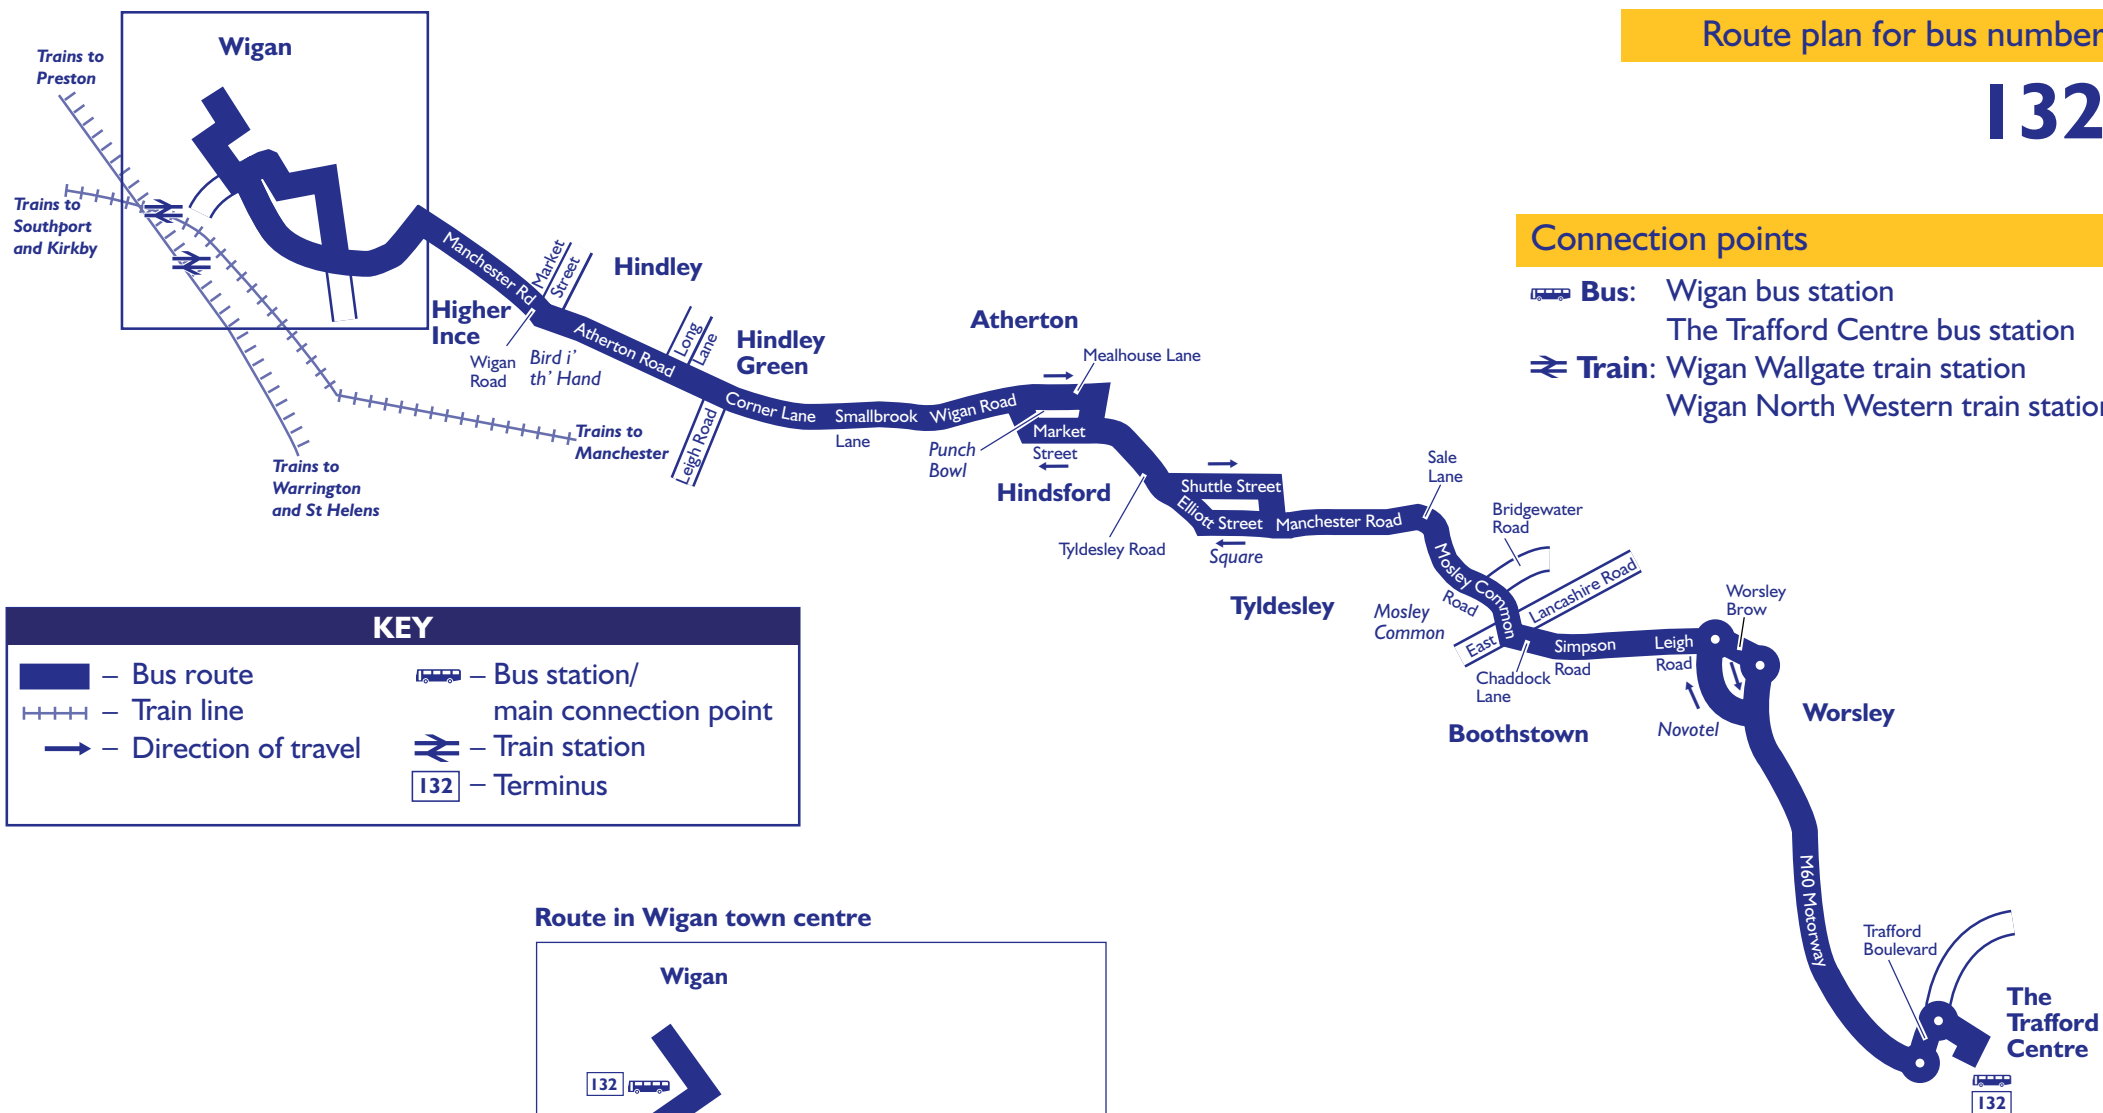 Route plan for bus number
132
Wigan
Trains to
Preston
Trains to
Southport
and Kirkby
Trains to
Warrington
and St Helens
Trains to
Manchester
Connection points
Bus: Wigan bus station
The Trafford Centre bus station
Train: Wigan Wallgate train station
Wigan North Western train station
Manchester Rd
Market
Street
Hindley
Higher
Ince
Wigan
Road
Bird i'
th' Hand
Atherton Road
Long
Lane
Hindley
Green
Leigh Road
Corner Lane
Smallbrook
Lane
Wigan Road
Atherton
Mealhouse Lane
Punch
Bowl
Market
Street
Hindsford
Tyldesley Road
Shuttle Street
Elliott Street
Square
Manchester Road
Tyldesley
Sale
Lane
Bridgewater
Road
Mosley Common
Road
Mosley
Common
East Lancashire Road
Chaddock
Lane
Simpson
Road
Boothstown
Leigh
Road
Worsley
Brow
Novotel
Worsley
M60 Motorway
Trafford
Boulevard
The
Trafford
Centre
132
KEY
– Bus route
– Train line
– Direction of travel
– Bus station/
main connection point
– Train station
132 – Terminus
Route in Wigan town centre
Wigan
132